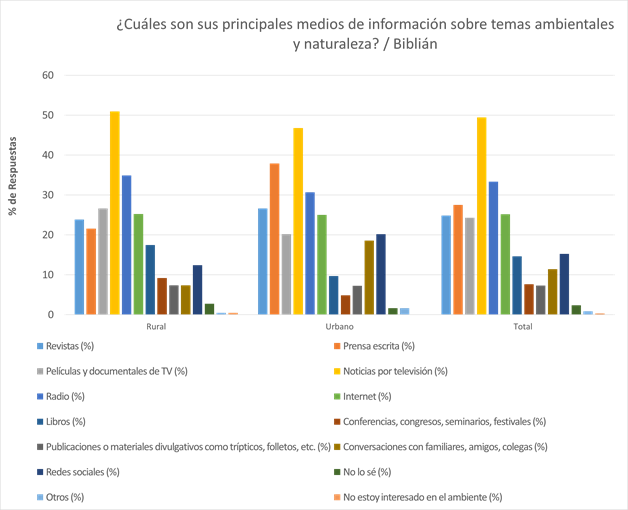 ¿Cuáles son sus principales medios de información sobre temas ambientales
y naturaleza? / Biblián
% de Respuestas
60
50
40
30
20
10
0
Rural Urbano Total
Revistas (%) Prensa escrita (%)
Películas y documentales de TV (%) Noticias por televisión (%)
Radio (%) Internet (%)
Libros (%) Conferencias, congresos, seminarios, festivales (%)
Publicaciones o materiales divulgativos como trípticos, folletos, etc. (%) Conversaciones con familiares, amigos, colegas (%)
Redes sociales (%) No lo sé (%)
Otros (%) No estoy interesado en el ambiente (%)